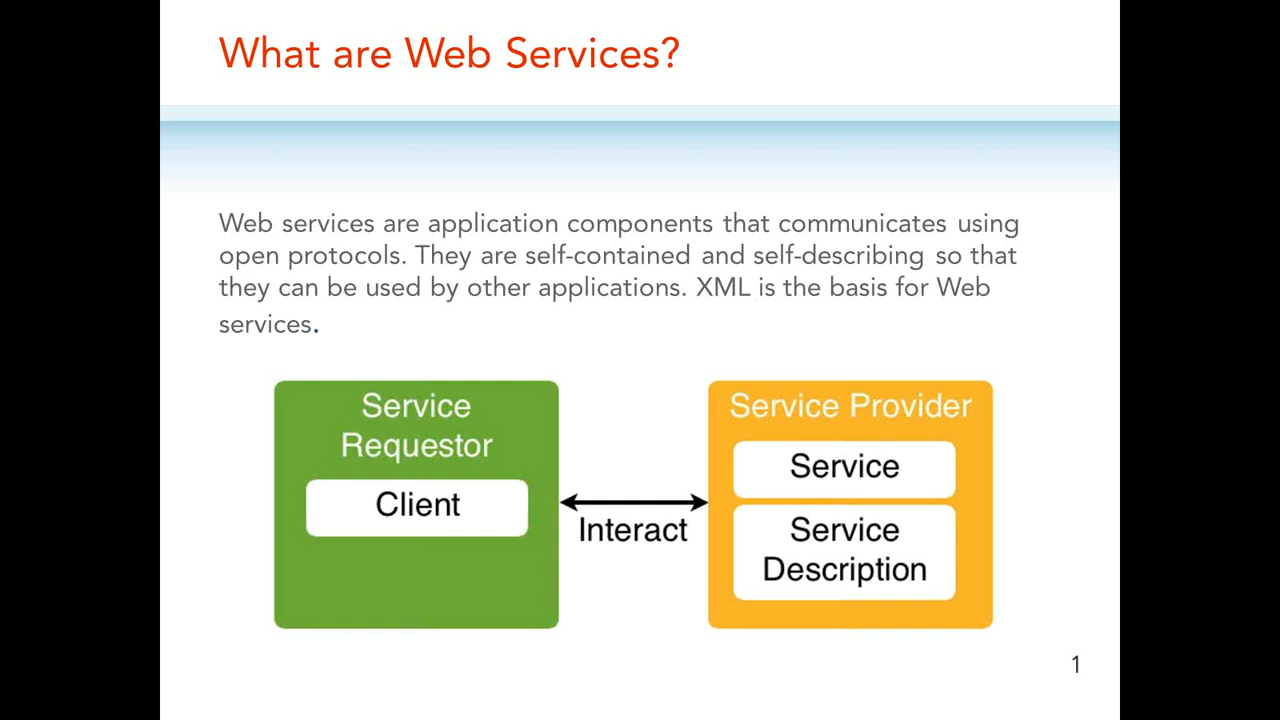 What are Web Services?
Web services are application components that communicates using
open protocols. They are self-contained and self-describing so that
they can be used by other applications. XML is the basis for Web
services.
Service
Requestor
Client
Interact
Service Provider
Service
Service
Description
1